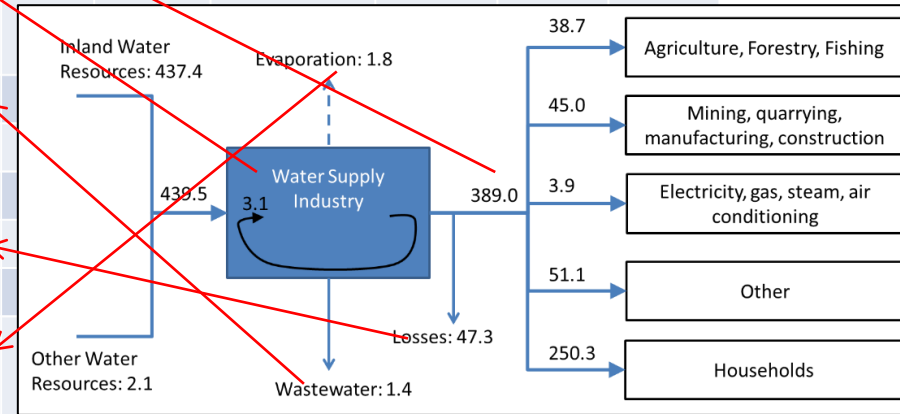 Inland Water
Resources: 437.4
Evaporation: 1.8
439.5
Water Supply
Industry
3.1
389.0
Losses: 47.3
Wastewater: 1.4
Other Water
Resources: 2.1
38.7
Agriculture, Forestry, Fishing
45.0
Mining, quarrying,
manufacturing, construction
3.9
Electricity, gas, steam, air
conditioning
51.1
Other
250.3
Households